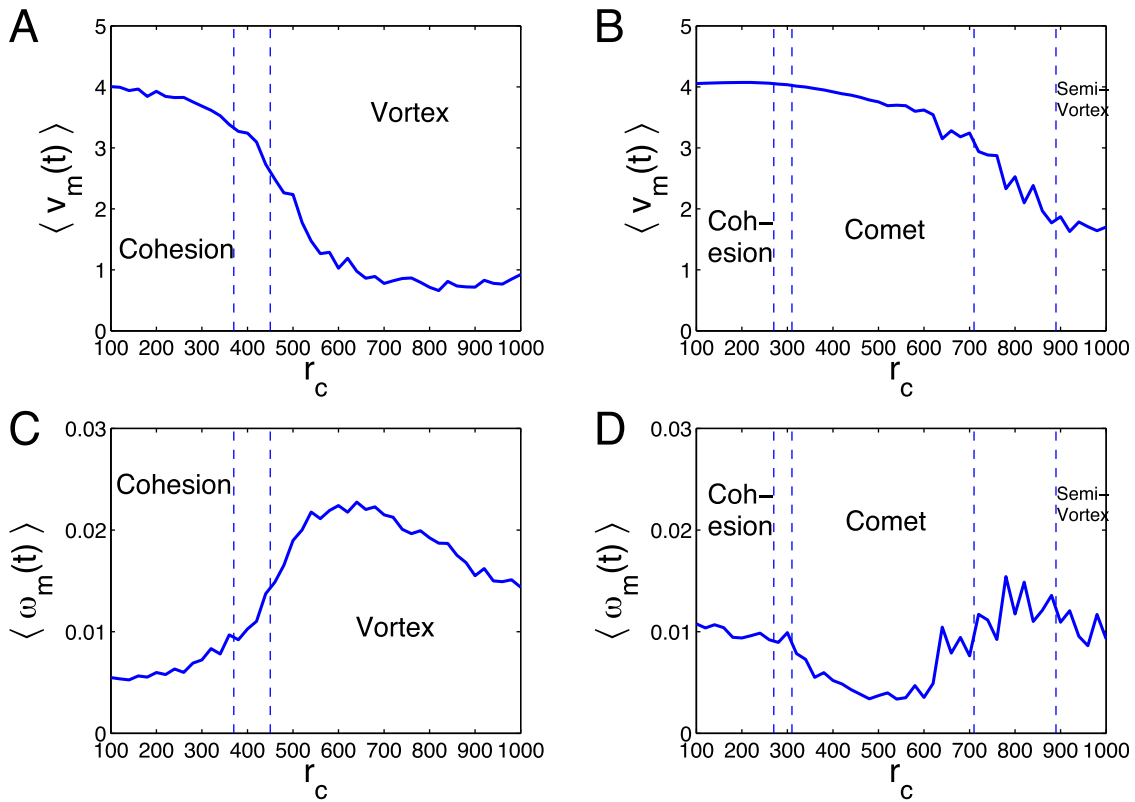 A
5
4
3
2
1
0
⟨ v_m(t) ⟩
Vortex
Cohesion
100 200 300 400 500 600 700 800 900 1000
r_c
B
5
4
3
2
1
0
⟨ v_m(t) ⟩
Semi–
Vortex
Coh–
esion
Comet
100 200 300 400 500 600 700 800 900 1000
r_c
C
0.03
0.02
0.01
0
⟨ ω_m(t) ⟩
Cohesion
Vortex
100 200 300 400 500 600 700 800 900 1000
r_c
D
0.03
0.02
0.01
0
⟨ ω_m(t) ⟩
Coh–
esion
Comet
Semi–
Vortex
100 200 300 400 500 600 700 800 900 1000
r_c